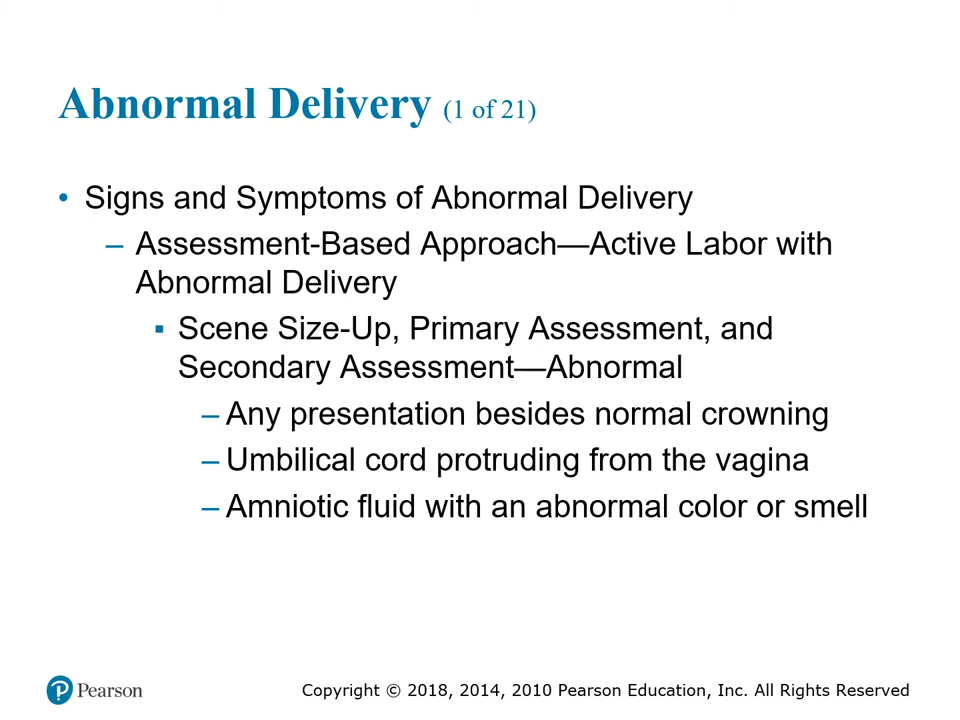 Abnormal Delivery (1 of 21)
• Signs and Symptoms of Abnormal Delivery
– Assessment-Based Approach—Active Labor with
Abnormal Delivery
▪ Scene Size-Up, Primary Assessment, and
Secondary Assessment—Abnormal
– Any presentation besides normal crowning
– Umbilical cord protruding from the vagina
– Amniotic fluid with an abnormal color or smell
Pearson
Copyright © 2018, 2014, 2010 Pearson Education, Inc. All Rights Reserved